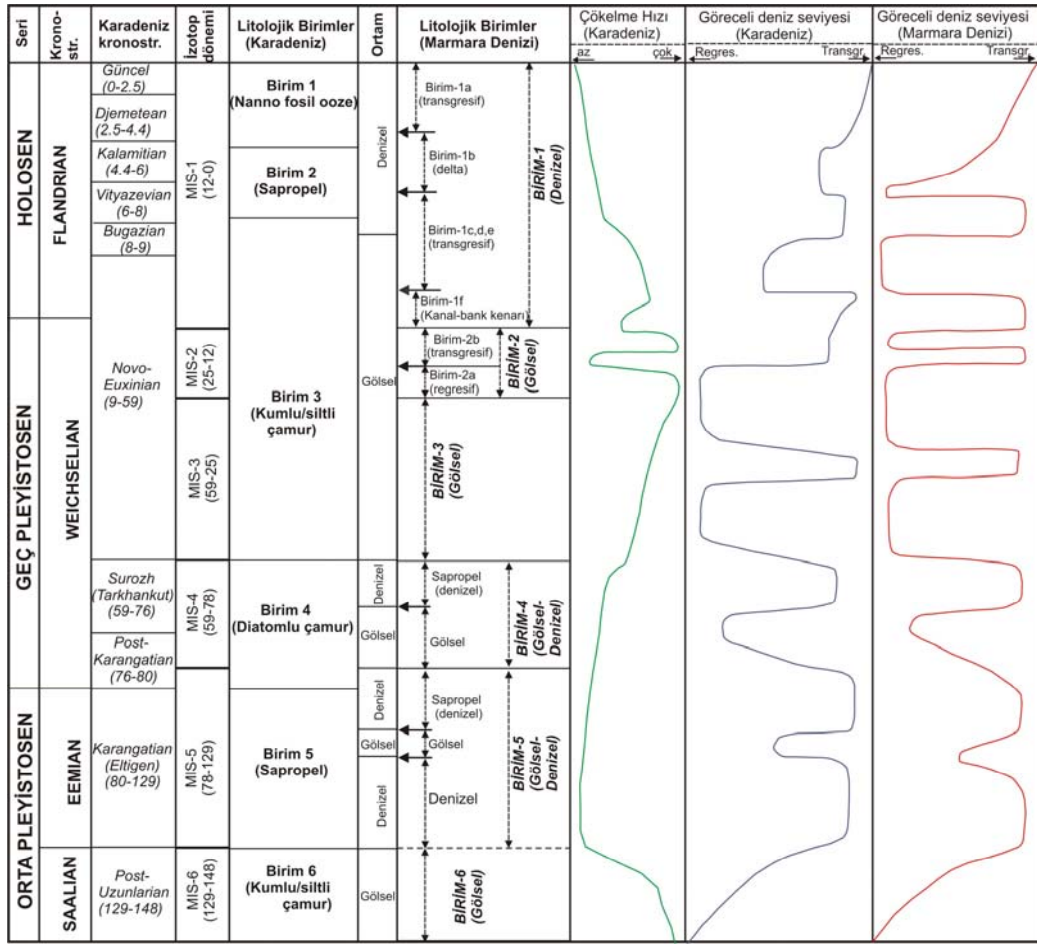 Seri
Krono-
str.
Karadeniz
kronostr.
İzotop
dönemi
Litolojik Birimler
(Karadeniz)
Ortam
Litolojik Birimler
(Marmara Denizi)
Çökelme Hızı
(Karadeniz)
az
çok
Göreceli deniz seviyesi
(Karadeniz)
Regres.
Transgr.
Göreceli deniz seviyesi
(Marmara Denizi)
Regres.
Transgr.
HOLOSEN
GEÇ PLEYİSTOSEN
ORTA PLEYİSTOSEN
FLANDRIAN
WEICHSELIAN
EEMIAN
SAALIAN
Güncel
(0-2.5)
Djemetean
(2.5-4.4)
Kalamitian
(4.4-6)
Vityazevian
(6-8)
Bugazian
(8-9)
Novo-
Euxinian
(9-59)
Surozh
(Tarkhankut)
(59-76)
Post-
Karangatian
(76-80)
Karangatian
(Eltigen)
(80-129)
Post-
Uzunlarian
(129-148)
MIS-1
(12-0)
MIS-2
(25-12)
MIS-3
(59-25)
MIS-4
(59-78)
MIS-5
(78-129)
MIS-6
(129-148)
Birim 1
(Nanno fosil ooze)
Birim 2
(Sapropel)
Birim 3
(Kumlu/siltli
çamur)
Birim 4
(Diatomlu çamur)
Birim 5
(Sapropel)
Birim 6
(Kumlu/siltli
çamur)
Denizel
Gölsel
Denizel
Gölsel
Denizel
Gölsel
Denizel
Gölsel
Birim-1a
(transgresif)
Birim-1b
(delta)
Birim-1c,d,e
(transgresif)
Birim-1f
(Kanal-bank kenarı)
BİRİM-1
(Denizel)
Birim-2b
(transgresif)
Birim-2a
(regresif)
BİRİM-2
(Gölsel)
BİRİM-3
(Gölsel)
Sapropel
(denizel)
Gölsel
BİRİM-4
(Gölsel-
Denizel)
Sapropel
(denizel)
Gölsel
Denizel
BİRİM-5
(Gölsel-
Denizel)
BİRİM-6
(Gölsel)